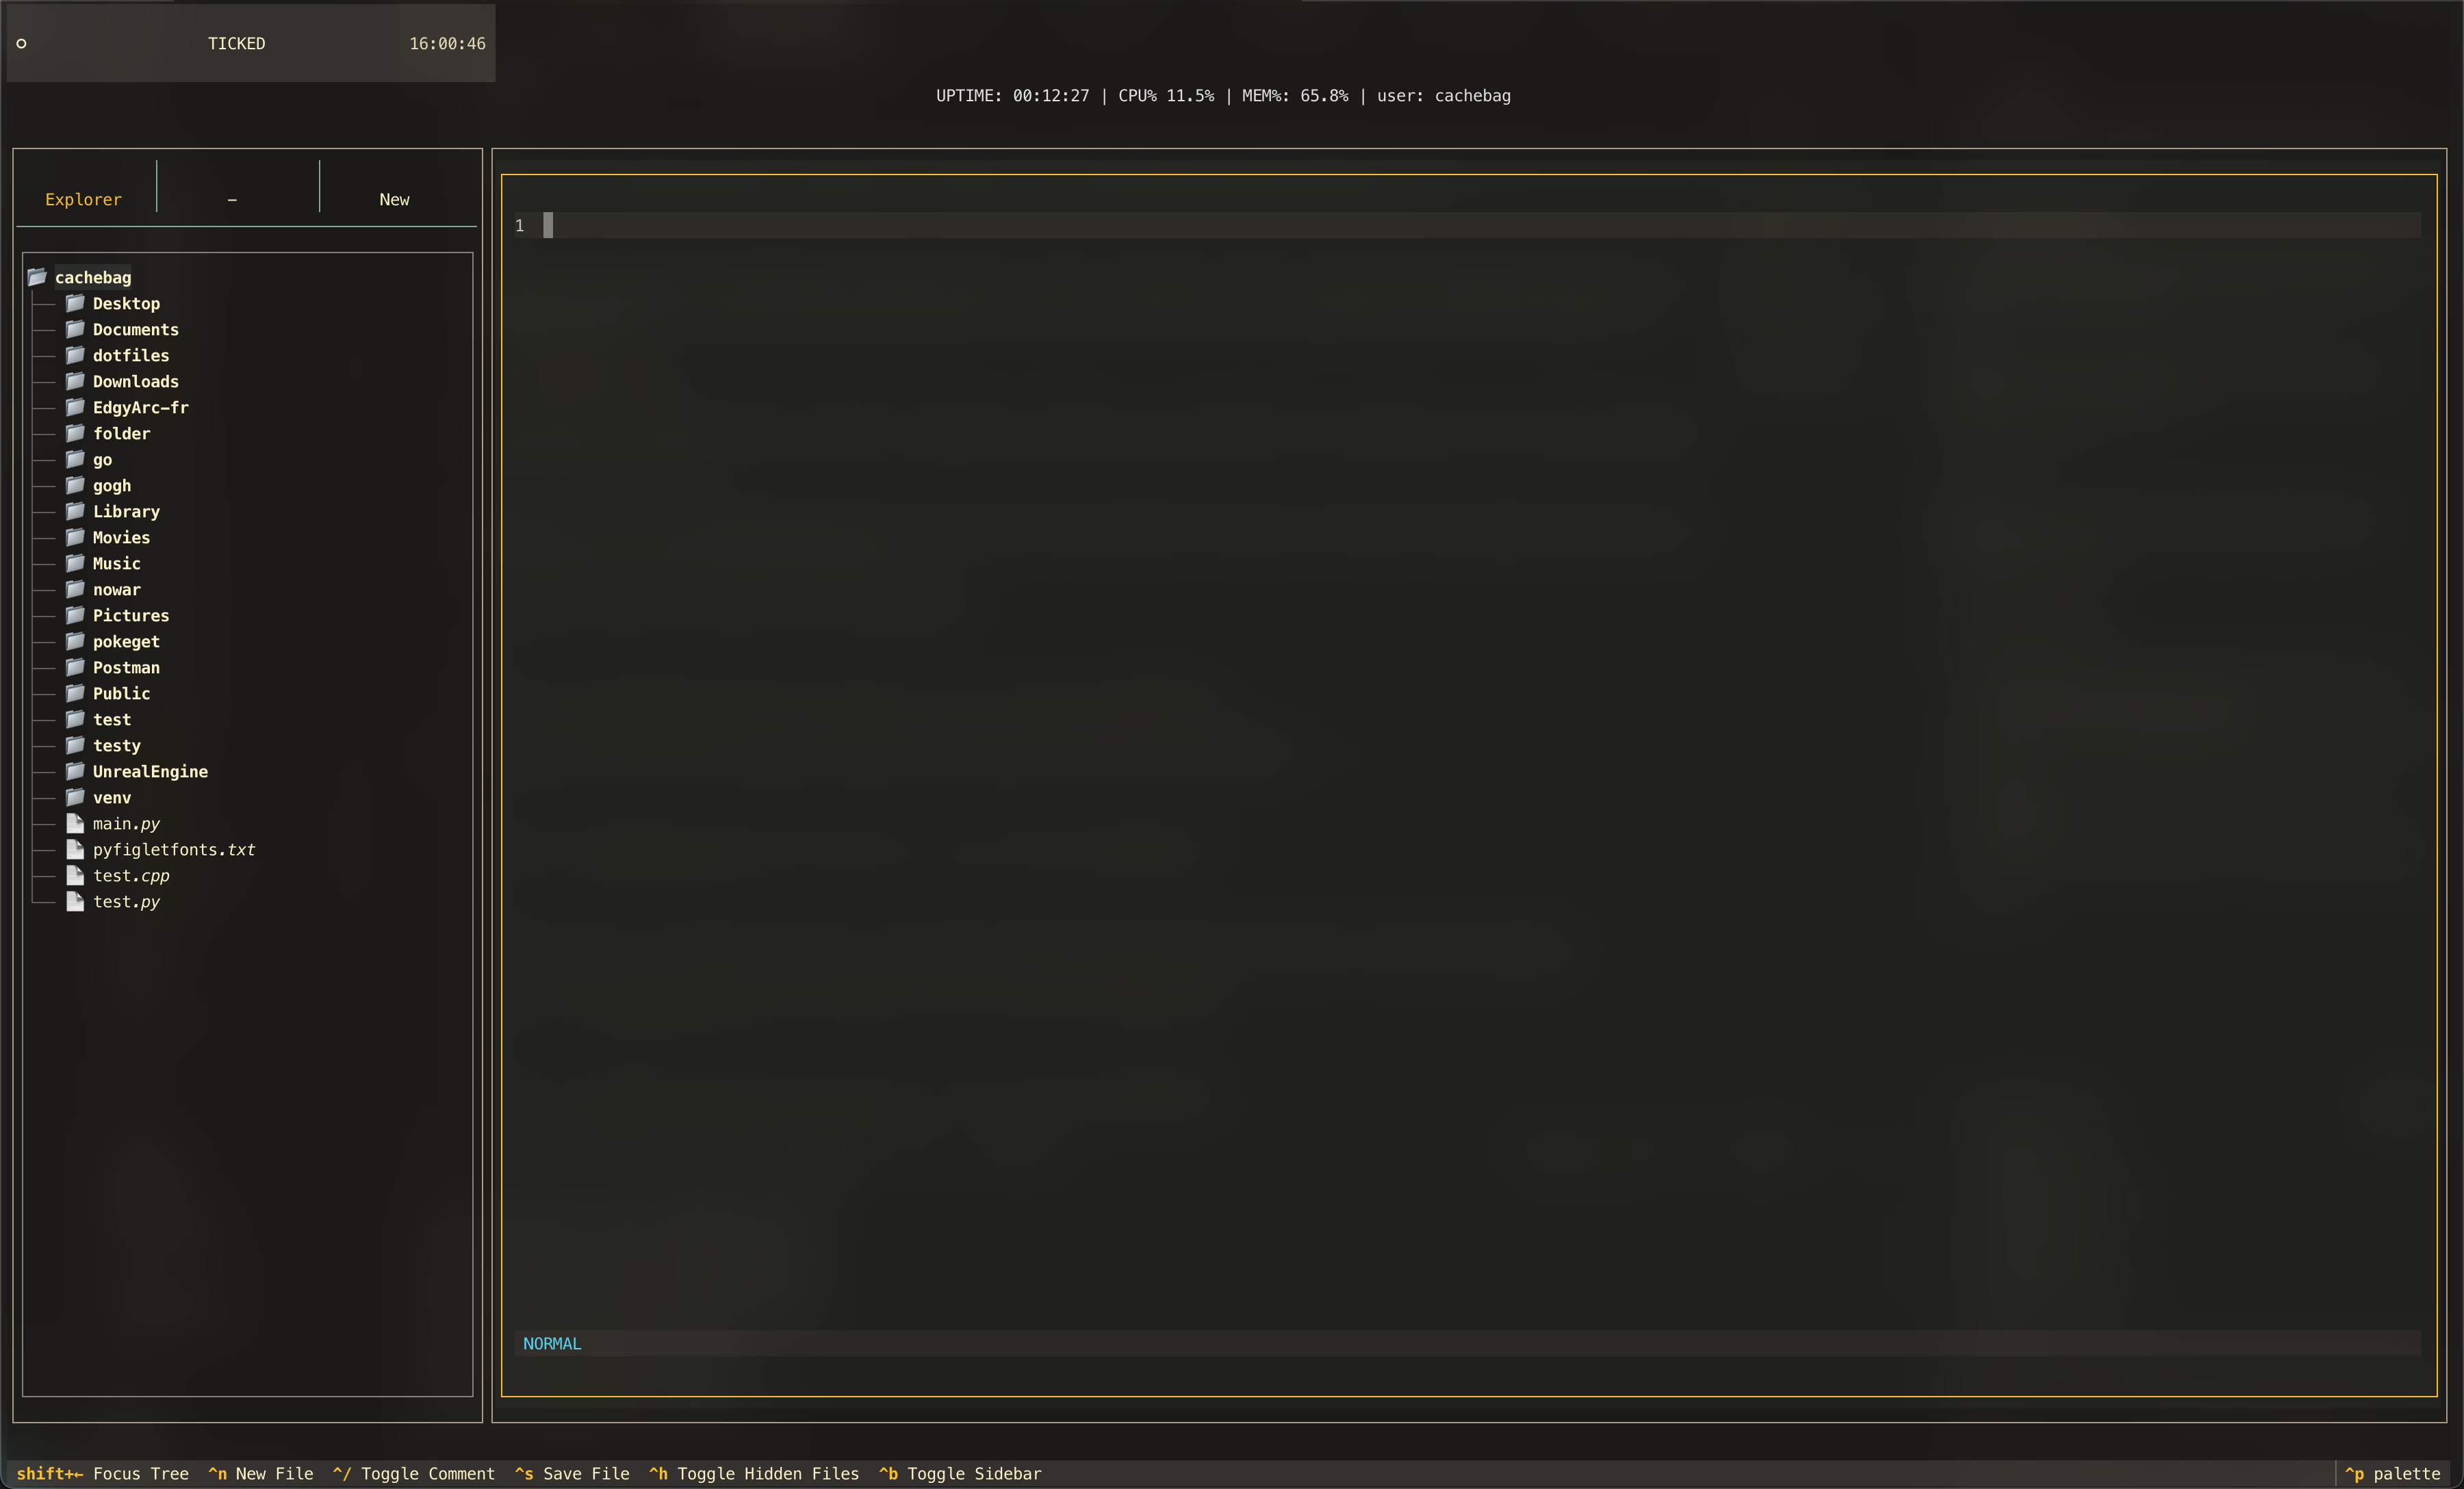 TICKED 16:00:46
UPTIME: 00:12:27 | CPU% 11.5% | MEM%: 65.8% | user: cachebag
Explorer – New
cachebag
Desktop
Documents
dotfiles
Downloads
EdgyArc-fr
folder
go
gogh
Library
Movies
Music
nowar
Pictures
pokeget
Postman
Public
test
testy
UnrealEngine
venv
main.py
pyfigletfonts.txt
test.cpp
test.py
1
NORMAL
shift+← Focus Tree ^n New File ^/ Toggle Comment ^s Save File ^h Toggle Hidden Files ^b Toggle Sidebar ^p palette